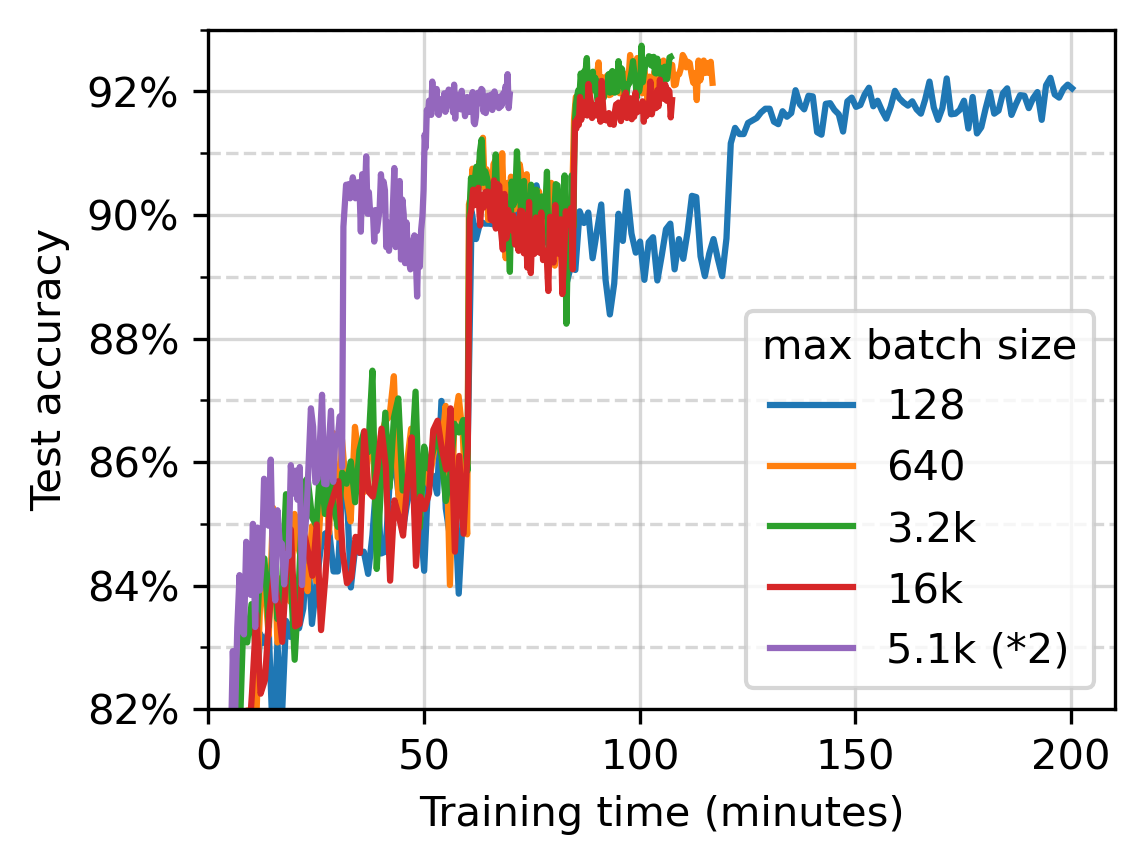 92%
90%
88%
86%
84%
82%
Test accuracy
0 50 100 150 200
Training time (minutes)
max batch size
128
640
3.2k
16k
5.1k (*2)